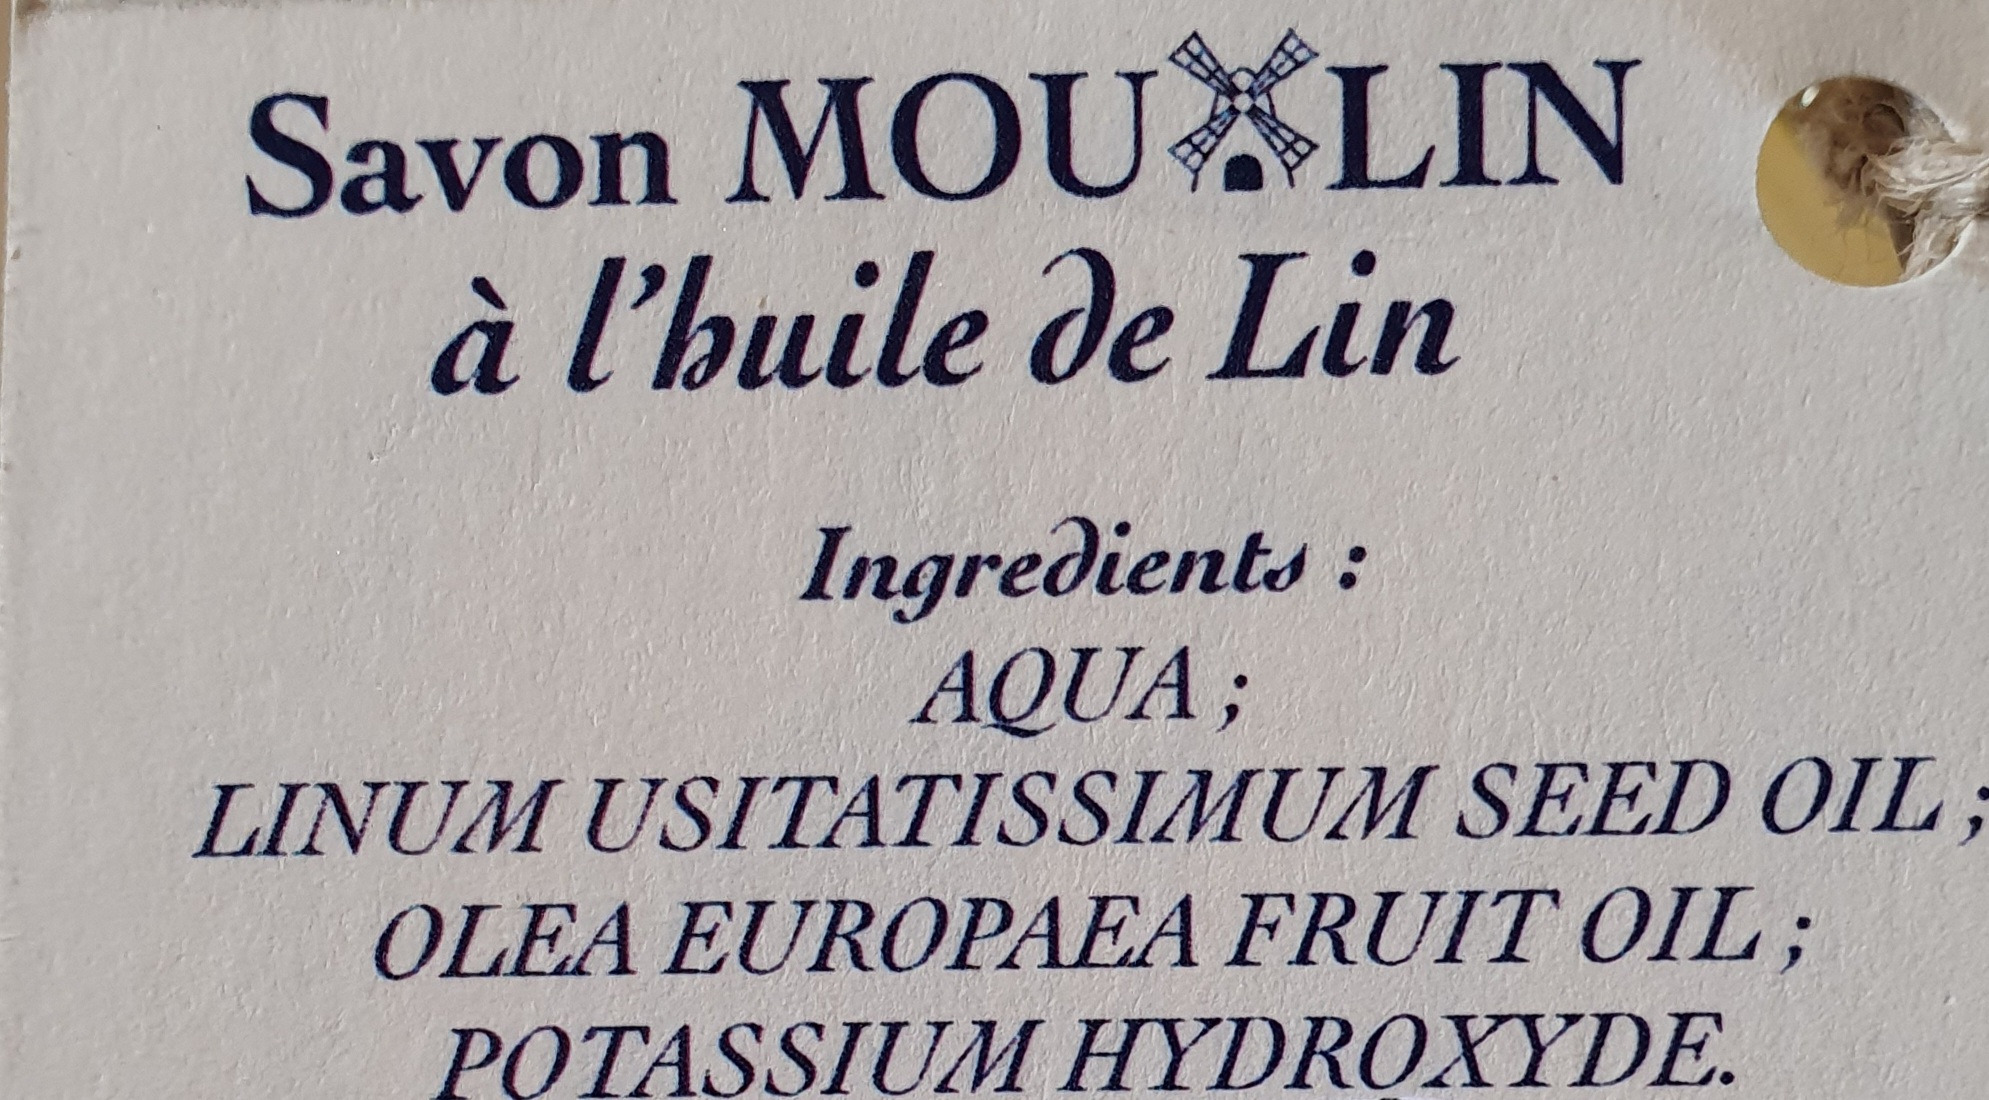 Savon MOULIN
à l'huile de Lin
Ingredients :
AQUA ;
LINUM USITATISSIMUM SEED OIL ;
OLEA EUROPAEA FRUIT OIL ;
POTASSIUM HYDROXYDE.